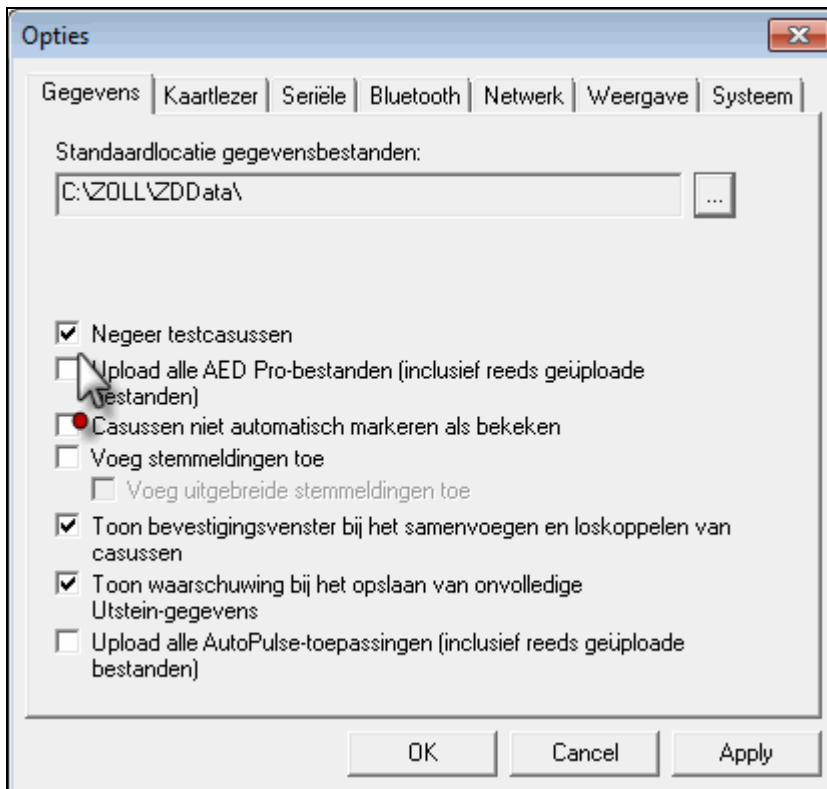 Opties
Gegevens Kaartlezer Seriële Bluetooth Netwerk Weergave Systeem
Standaardlocatie gegevensbestanden:
C:\ZOLL\ZDData\ ...
Negeer testcasussen
Upload alle AED Pro-bestanden (inclusief reeds geüploade
bestanden)
Casussen niet automatisch markeren als bekeken
Voeg stemmeldingen toe
Voeg uitgebreide stemmeldingen toe
Toon bevestigingsvenster bij het samenvoegen en loskoppelen van
casussen
Toon waarschuwing bij het opslaan van onvolledige
Utstein-gegevens
Upload alle AutoPulse-toepassingen (inclusief reeds geüploade
bestanden)
OK Cancel Apply